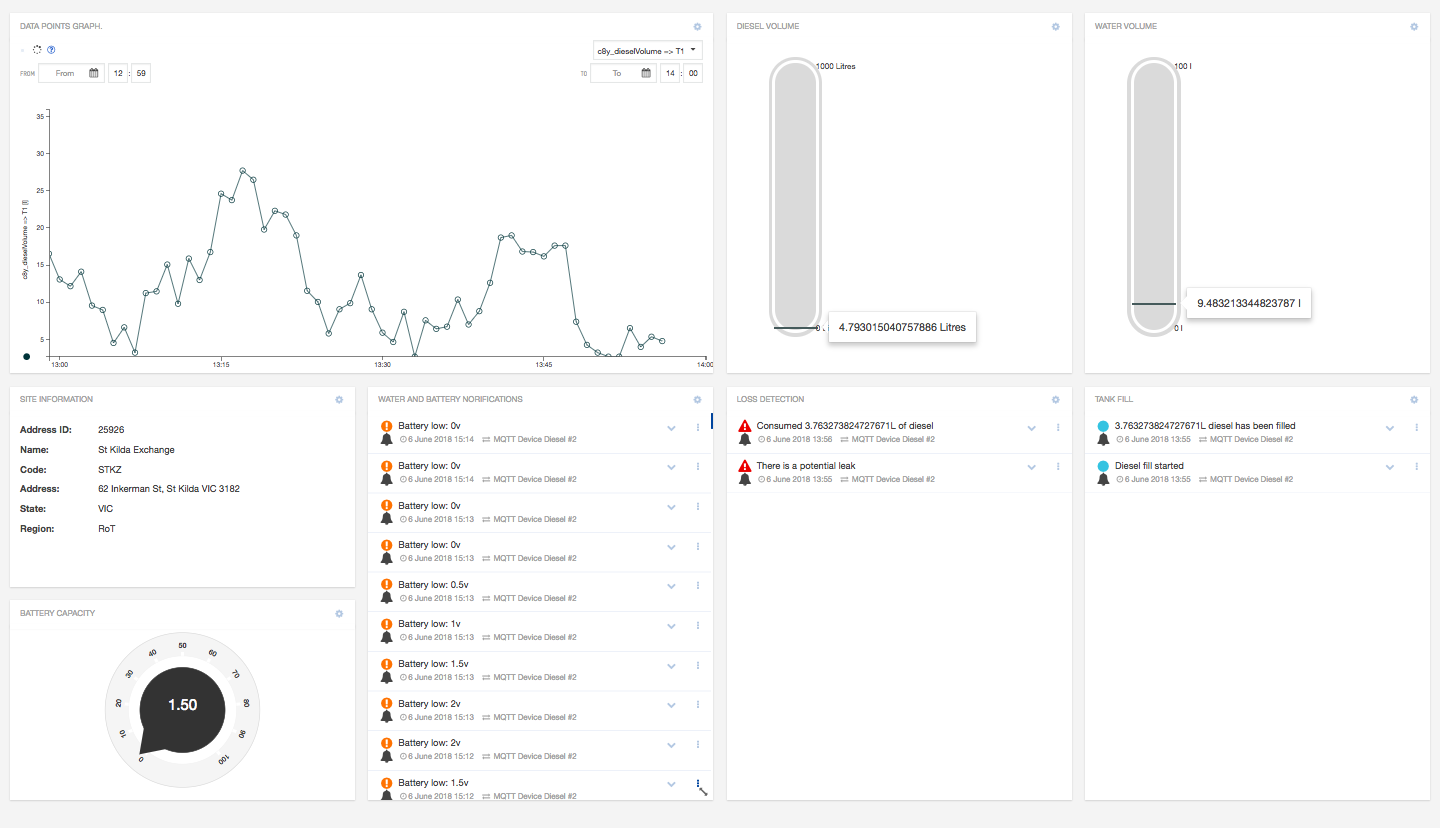 DATA POINTS GRAPH.
c8y_dieselVolume => T1
FROM From 12 : 59
TO To 14 : 00
c8y_dieselVolume => T1 [l]
35
30
25
20
15
10
5
13:00 13:15 13:30 13:45 14:00
DIESEL VOLUME
1000 Litres
4.793015040757886 Litres
WATER VOLUME
100 l
9.483213344823787 l
0 l
SITE INFORMATION
Address ID: 25926
Name: St Kilda Exchange
Code: STKZ
Address: 62 Inkerman St, St Kilda VIC 3182
State: VIC
Region: RoT
BATTERY CAPACITY
0 10 20 30 40 50 60 70 80 90 100
1.50
WATER AND BATTERY NORIFICATIONS
Battery low: 0v
6 June 2018 15:14 MQTT Device Diesel #2
Battery low: 0v
6 June 2018 15:14 MQTT Device Diesel #2
Battery low: 0v
6 June 2018 15:13 MQTT Device Diesel #2
Battery low: 0v
6 June 2018 15:13 MQTT Device Diesel #2
Battery low: 0.5v
6 June 2018 15:13 MQTT Device Diesel #2
Battery low: 1v
6 June 2018 15:13 MQTT Device Diesel #2
Battery low: 1.5v
6 June 2018 15:13 MQTT Device Diesel #2
Battery low: 2v
6 June 2018 15:13 MQTT Device Diesel #2
Battery low: 2v
6 June 2018 15:12 MQTT Device Diesel #2
Battery low: 1.5v
6 June 2018 15:12 MQTT Device Diesel #2
LOSS DETECTION
Consumed 3.763273824727671L of diesel
6 June 2018 13:56 MQTT Device Diesel #2
There is a potential leak
6 June 2018 13:55 MQTT Device Diesel #2
TANK FILL
3.763273824727671L diesel has been filled
6 June 2018 13:55 MQTT Device Diesel #2
Diesel fill started
6 June 2018 13:55 MQTT Device Diesel #2